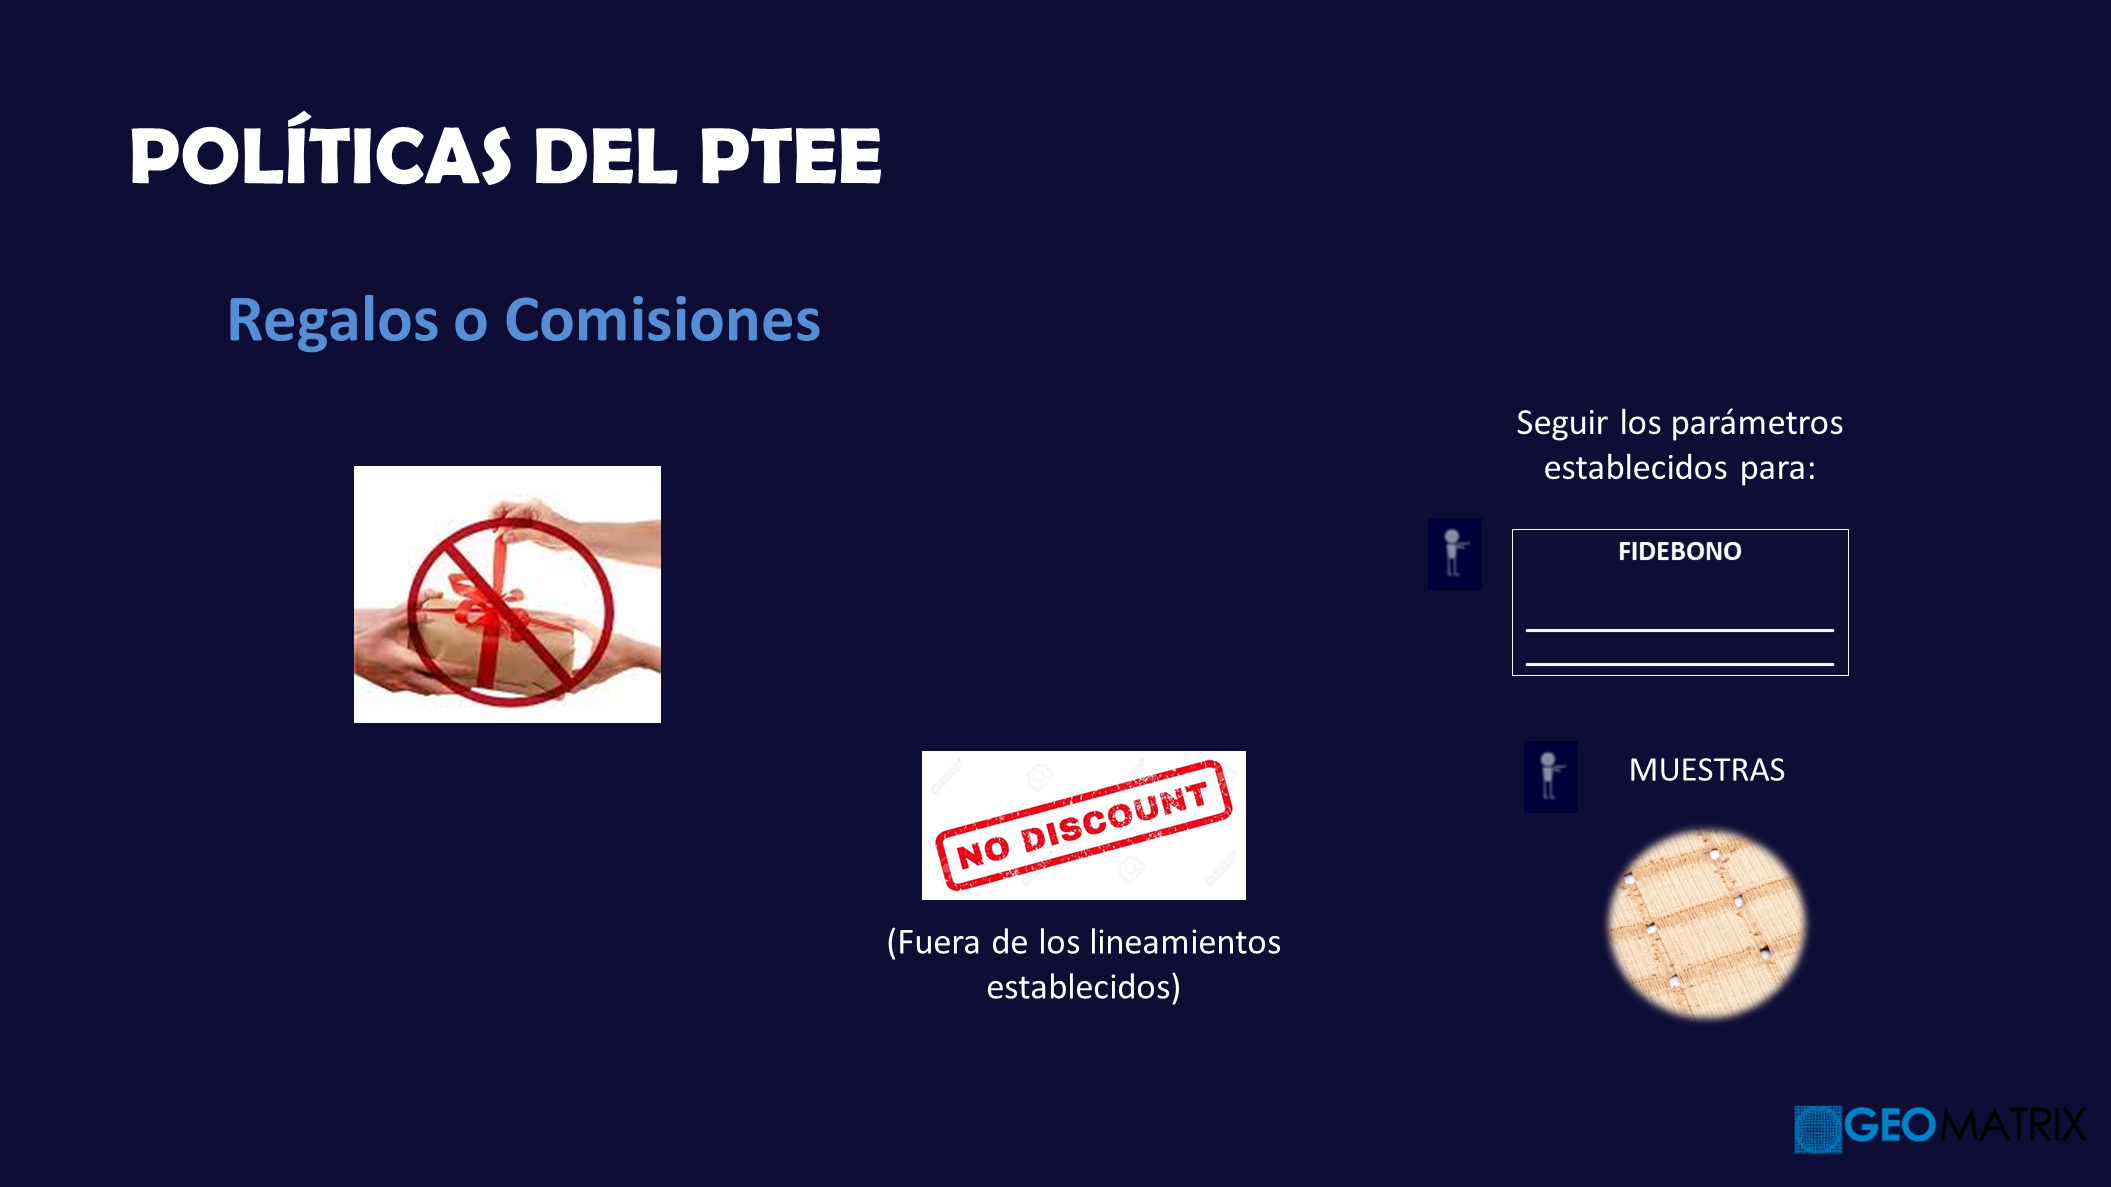 POLÍTICAS DEL PTEE
Regalos o Comisiones
Seguir los parámetros
establecidos para:
FIDEBONO
MUESTRAS
NO DISCOUNT
(Fuera de los lineamientos
establecidos)
GEOMATRIX